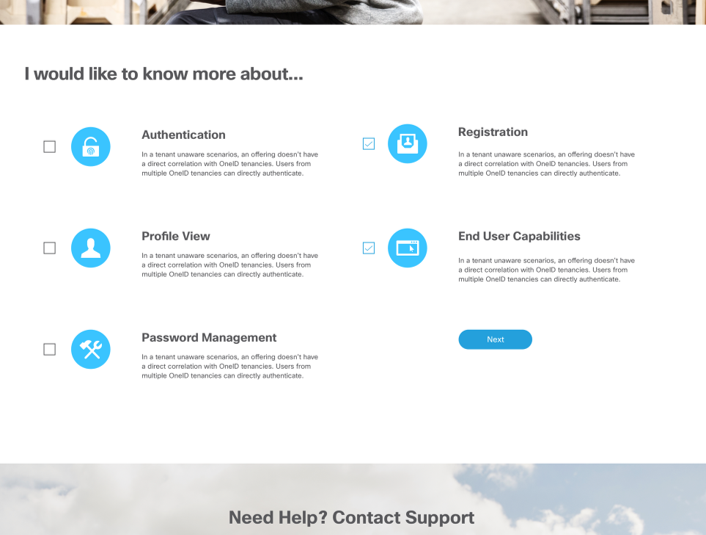 I would like to know more about...
Authentication
In a tenant unaware scenarios, an offering doesn't have
a direct correlation with OneID tenancies. Users from
multiple OneID tenancies can directly authenticate.
Registration
In a tenant unaware scenarios, an offering doesn't have
a direct correlation with OneID tenancies. Users from
multiple OneID tenancies can directly authenticate.
Profile View
In a tenant unaware scenarios, an offering doesn't have
a direct correlation with OneID tenancies. Users from
multiple OneID tenancies can directly authenticate.
End User Capabilities
In a tenant unaware scenarios, an offering doesn't have
a direct correlation with OneID tenancies. Users from
multiple OneID tenancies can directly authenticate.
Password Management
In a tenant unaware scenarios, an offering doesn't have
a direct correlation with OneID tenancies. Users from
multiple OneID tenancies can directly authenticate.
Next
Need Help? Contact Support